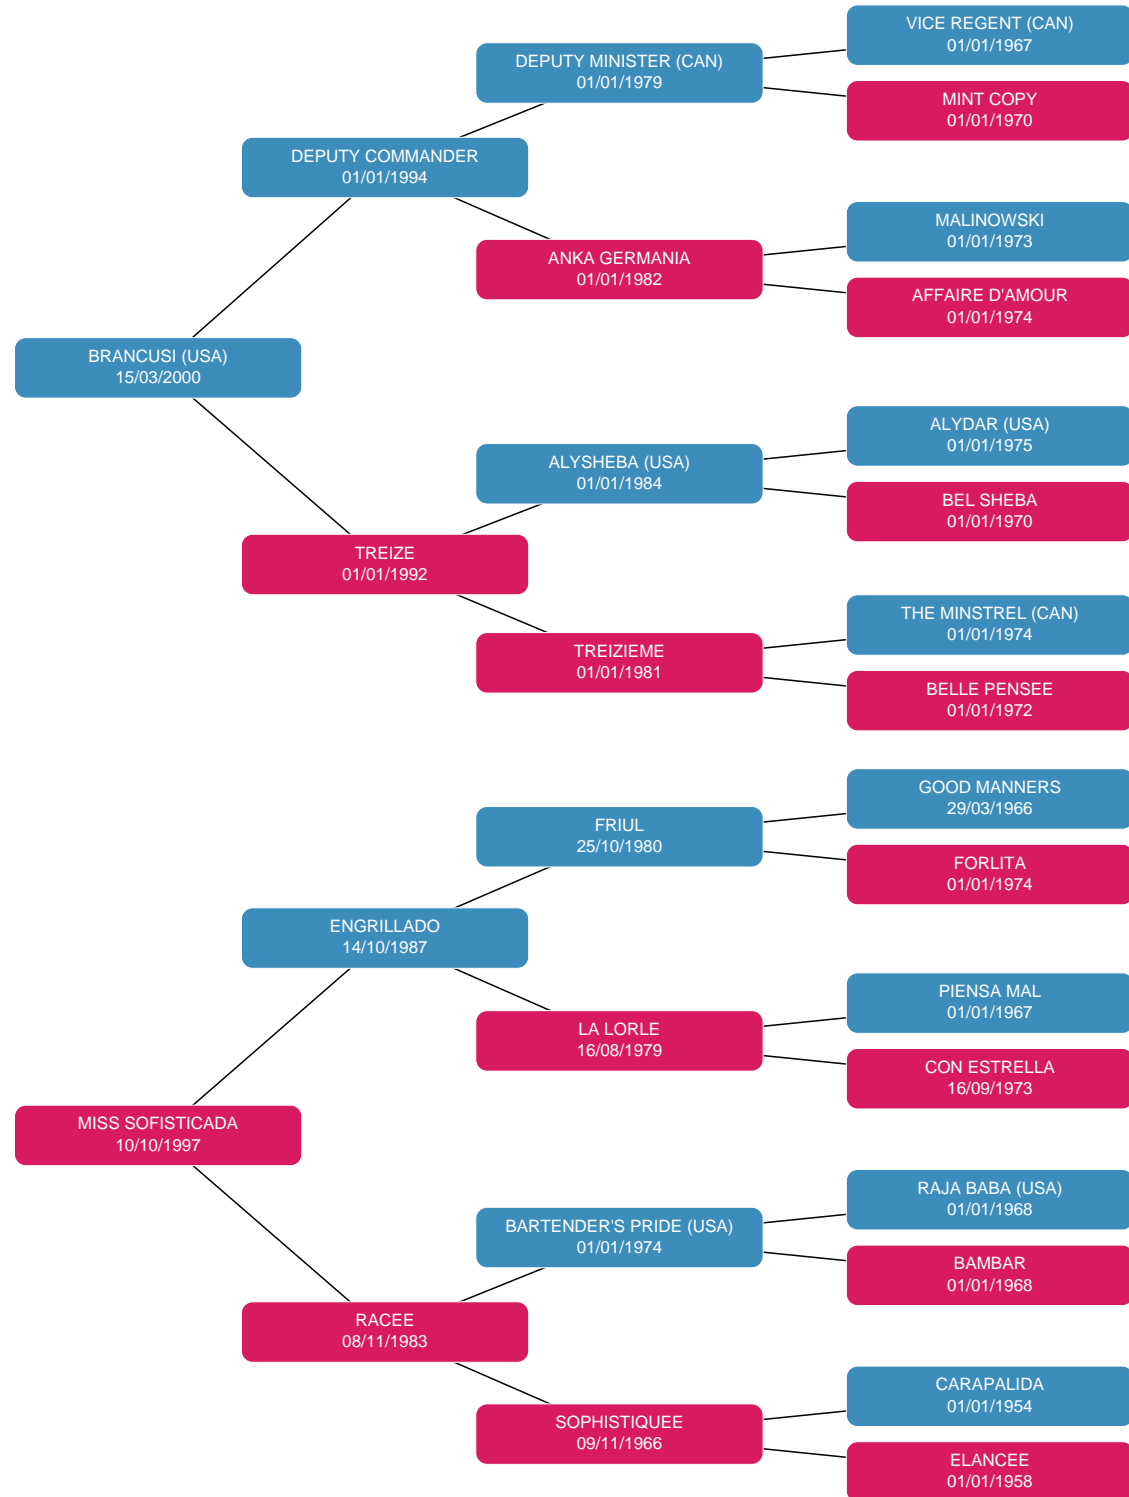 VICE REGENT (CAN)
01/01/1967
DEPUTY MINISTER (CAN)
01/01/1979
MINT COPY
01/01/1970
DEPUTY COMMANDER
01/01/1994
MALINOWSKI
01/01/1973
ANKA GERMANIA
01/01/1982
AFFAIRE D'AMOUR
01/01/1974
BRANCUSI (USA)
15/03/2000
ALYDAR (USA)
01/01/1975
ALYSHEBA (USA)
01/01/1984
BEL SHEBA
01/01/1970
TREIZE
01/01/1992
THE MINSTREL (CAN)
01/01/1974
TREIZIEME
01/01/1981
BELLE PENSEE
01/01/1972
GOOD MANNERS
29/03/1966
FRIUL
25/10/1980
FORLITA
01/01/1974
ENGRILLADO
14/10/1987
PIENSA MAL
01/01/1967
LA LORLE
16/08/1979
CON ESTRELLA
16/09/1973
MISS SOFISTICADA
10/10/1997
RAJA BABA (USA)
01/01/1968
BARTENDER'S PRIDE (USA)
01/01/1974
BAMBAR
01/01/1968
RACEE
08/11/1983
CARAPALIDA
01/01/1954
SOPHISTIQUEE
09/11/1966
ELANCEE
01/01/1958